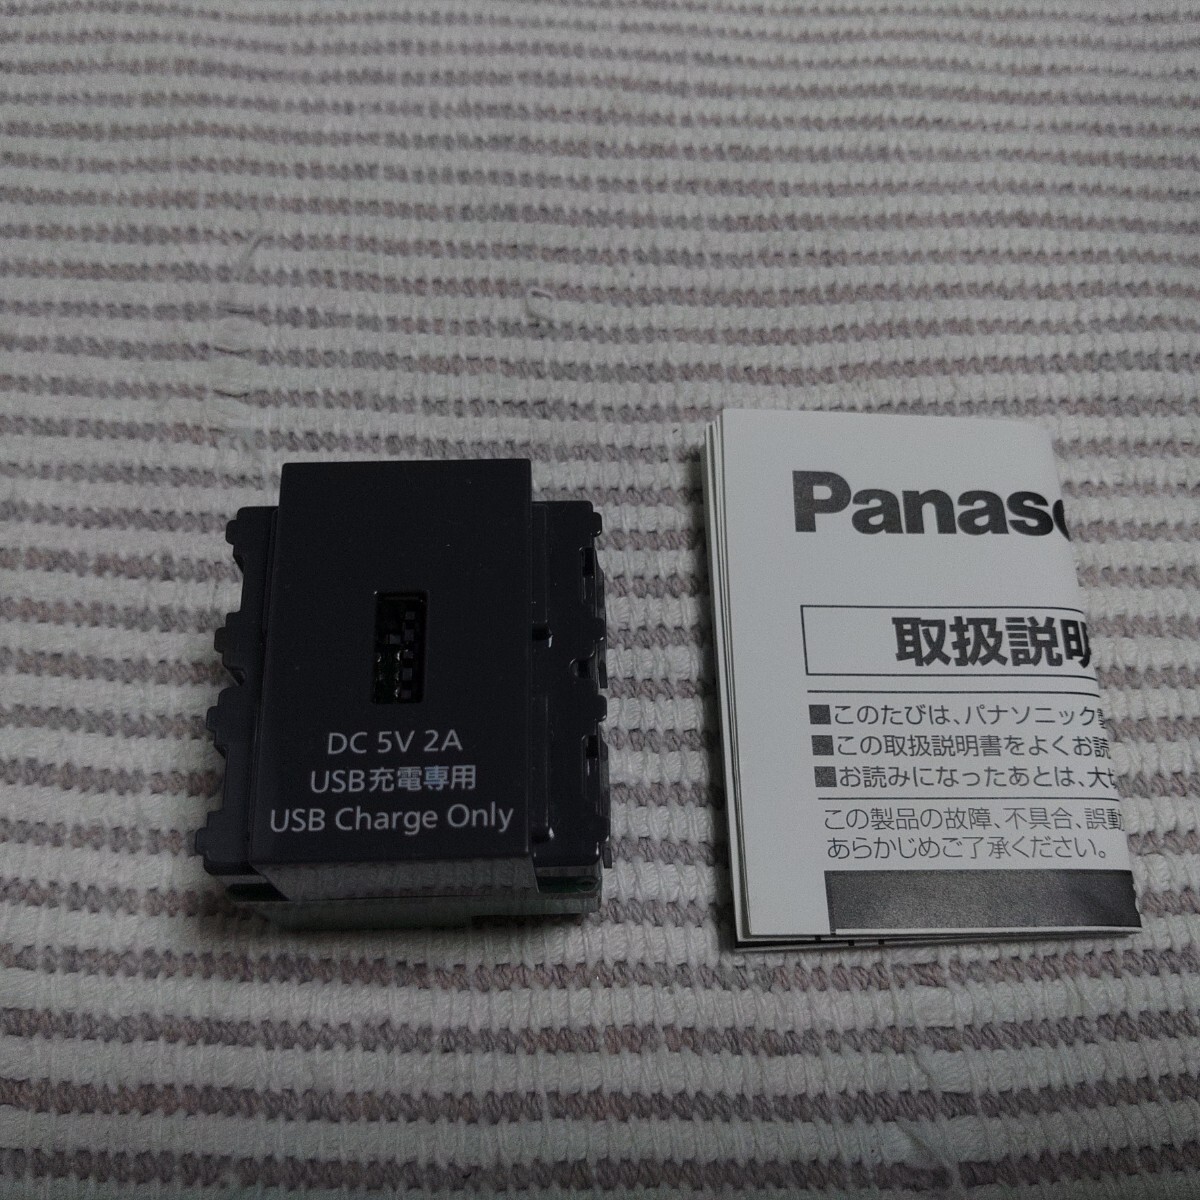 DC 5V 2A
USB充電専用
USB Charge Only
Panaso
取扱説明
■このたびは、パナソニック
■この取扱説明書をよくお読
■お読みになったあとは、大切
この製品の故障、不具合、誤動
あらかじめご了承ください。